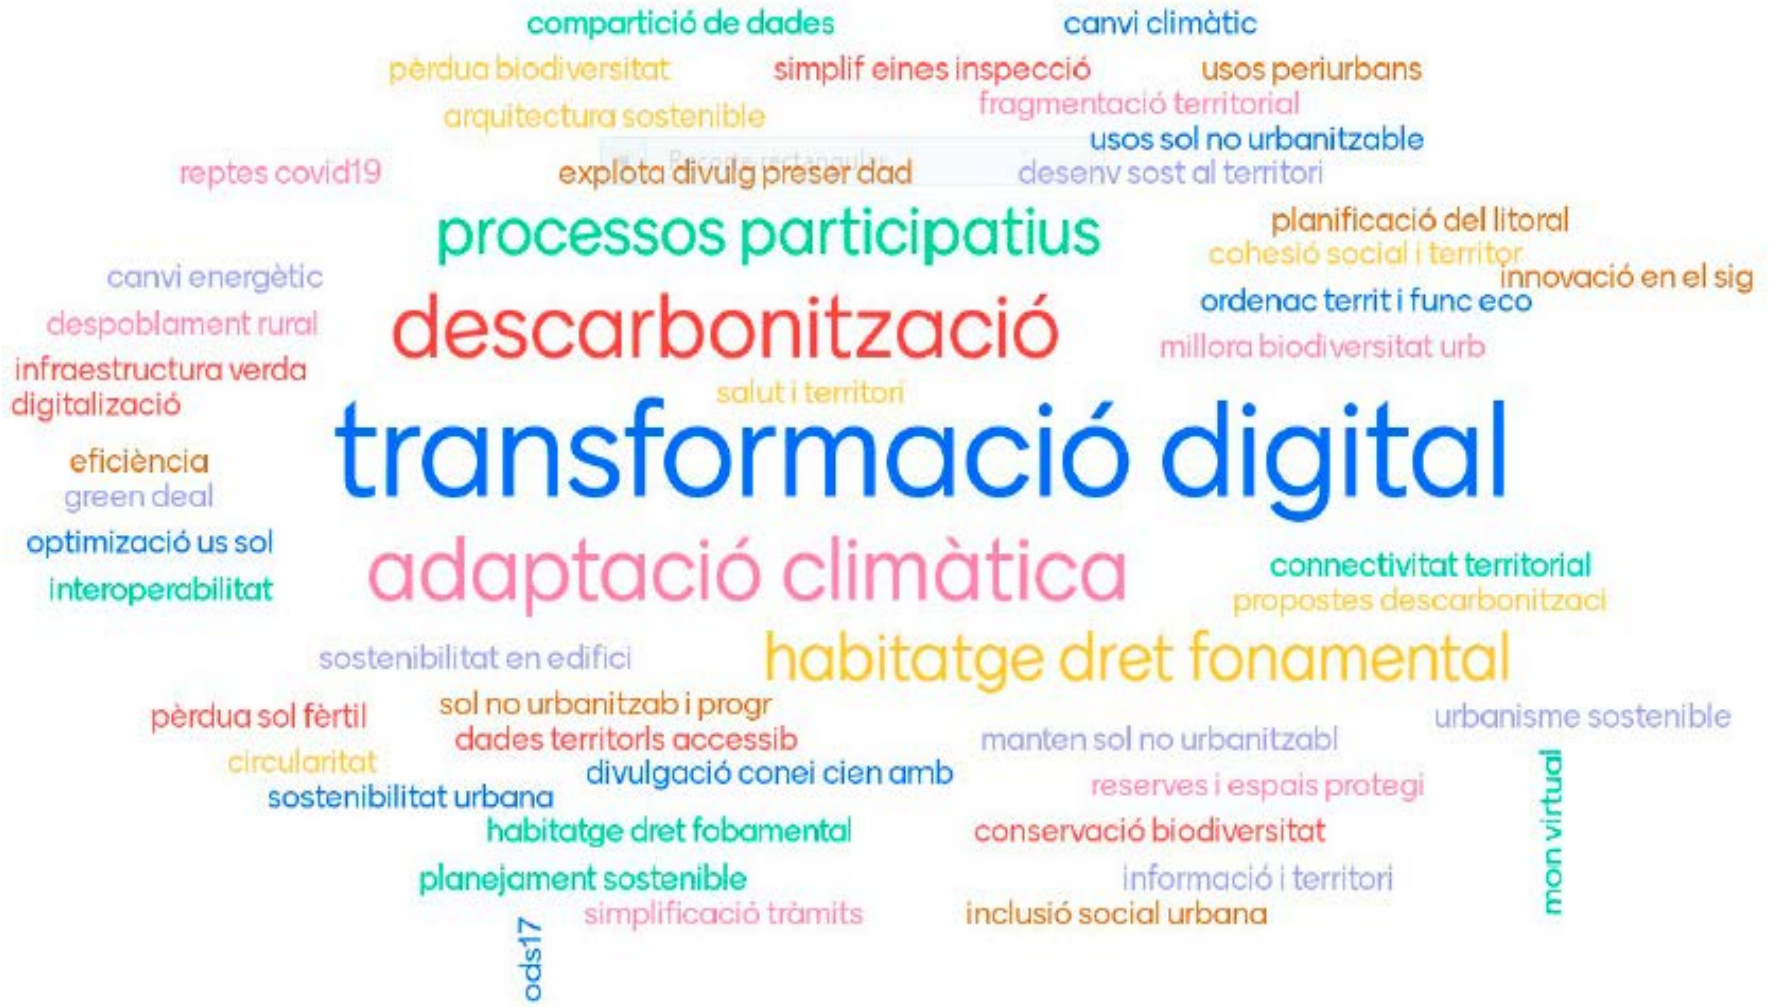 compartició de dades
canvi climàtic
pèrdua biodiversitat
simplif eines inspecció
usos periurbans
arquitectura sostenible
fragmentació territorial
usos sol no urbanitzable
Recorte rectangular
reptes covid19
explota divulg preser dad
desenv sost al territori
processos participatius
planificació del litoral
cohesió social i territor
canvi energètic
innovació en el sig
ordenac territ i func eco
despoblament rural
descarbonització
millora biodiversitat urb
infraestructura verda
salut i territori
digitalizació
transformació digital
eficiència
green deal
optimizació us sol
adaptació climàtica
connectivitat territorial
interoperabilitat
propostes descarbonitzaci
sostenibilitat en edifici
habitatge dret fonamental
pèrdua sol fèrtil
sol no urbanitzab i progr
urbanisme sostenible
dades territorls accessib
manten sol no urbanitzabl
circularitat
divulgació conei cien amb
reserves i espais protegi
sostenibilitat urbana
mon virtual
habitatge dret fobamental
conservació biodiversitat
planejament sostenible
informació i territori
simplificació tràmits
inclusió social urbana
ods17